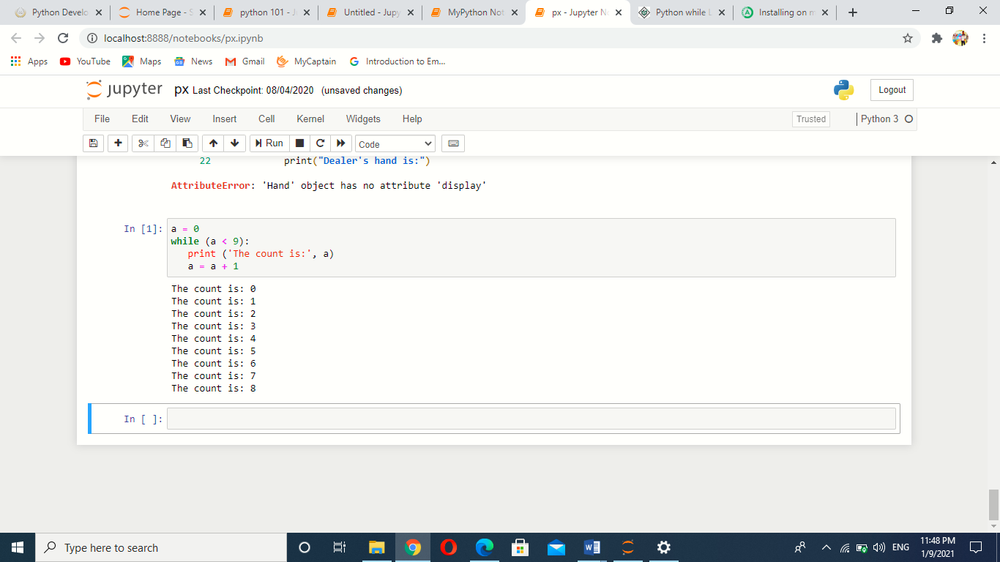 Python Develo
Home Page - S
python 101 - J
Untitled - Jupy
MyPython Not
px - Jupyter No
Python while L
Installing on m
localhost:8888/notebooks/px.ipynb
Apps YouTube Maps News Gmail MyCaptain Introduction to Em...
jupyter px Last Checkpoint: 08/04/2020 (unsaved changes) Logout
File Edit View Insert Cell Kernel Widgets Help Trusted Python 3
Run Code
22 print("Dealer's hand is:")
AttributeError: 'Hand' object has no attribute 'display'
In [1]: a = 0
while (a < 9):
print ('The count is:', a)
a = a + 1
The count is: 0
The count is: 1
The count is: 2
The count is: 3
The count is: 4
The count is: 5
The count is: 6
The count is: 7
The count is: 8
In [ ]:
Type here to search
ENG
11:48 PM
1/9/2021